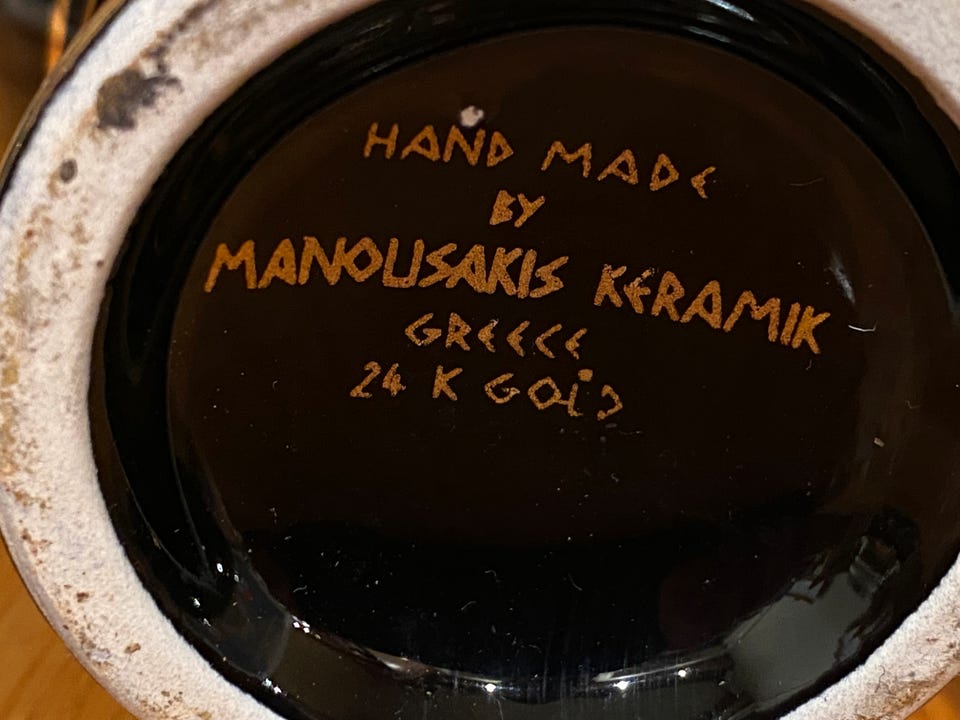 HAND MADE
BY
MANOUSAKIS KERAMIK
GREECE
24 K GOLD